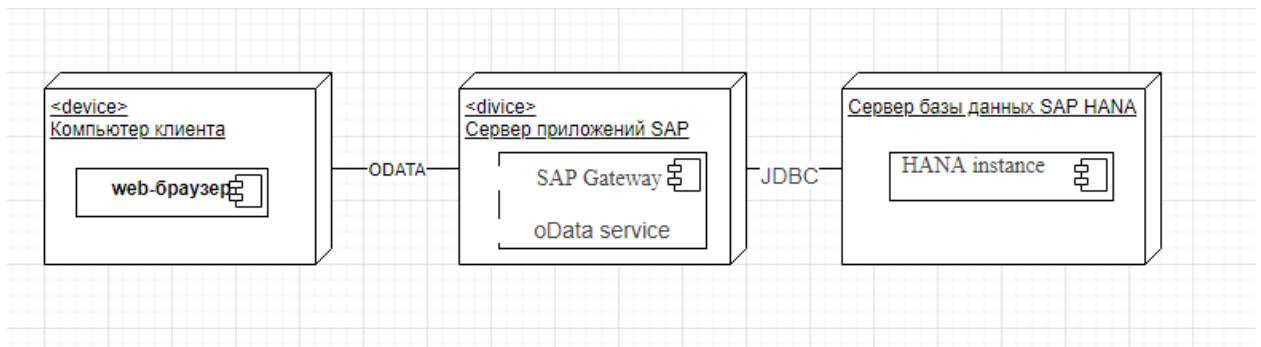 <device>
Компьютер клиента
web-браузер
ODATA
<divice>
Сервер приложений SAP
SAP Gateway
oData service
JDBC
Сервер базы данных SAP HANA
HANA instance